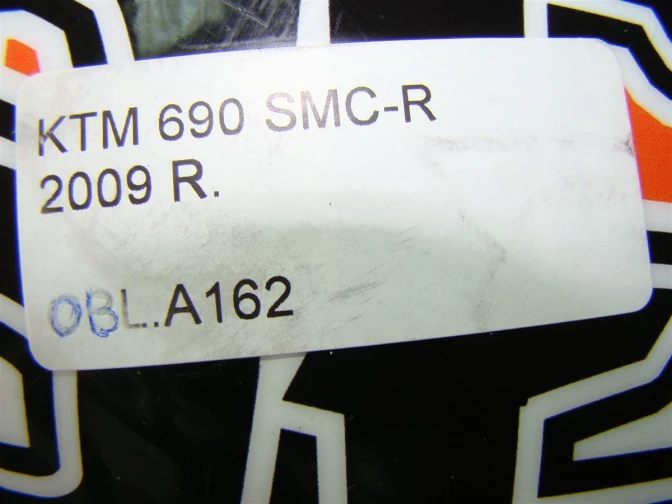 KTM 690 SMC-R
2009 R.
OBL.A162